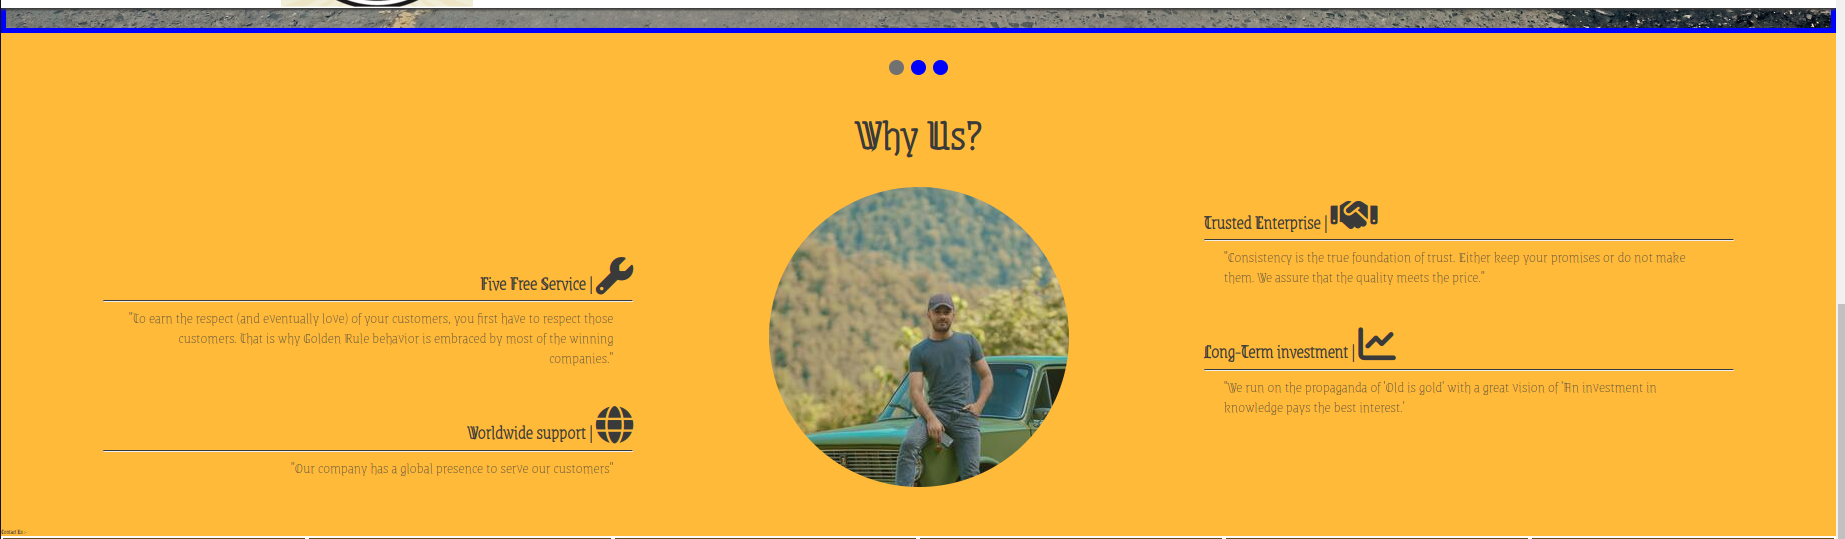 Why Us?
Five Free Service |
"To earn the respect (and eventually love) of your customers, you first have to respect those
customers. That is why Golden Rule behavior is embraced by most of the winning
companies."
Worldwide support |
"Our company has a global presence to serve our customers"
Trusted Enterprise |
"Consistency is the true foundation of trust. Either keep your promises or do not make
them. We assure that the quality meets the price."
Long-Term investment |
"We run on the propaganda of 'Old is gold' with a great vision of 'An investment in
knowledge pays the best interest.'
Contact Us -